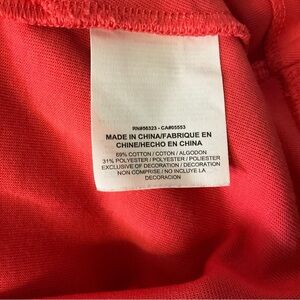 RN#56323 - CA#05553
MADE IN CHINA/FABRIQUE EN
CHINE/HECHO EN CHINA
69% COTTON / COTON / ALGODON
31% POLYESTER / POLYESTER / POLIESTER
EXCLUSIVE OF DECORATION / DECORATION
NON COMPRISE / NO INCLUYE LA
DECORACION